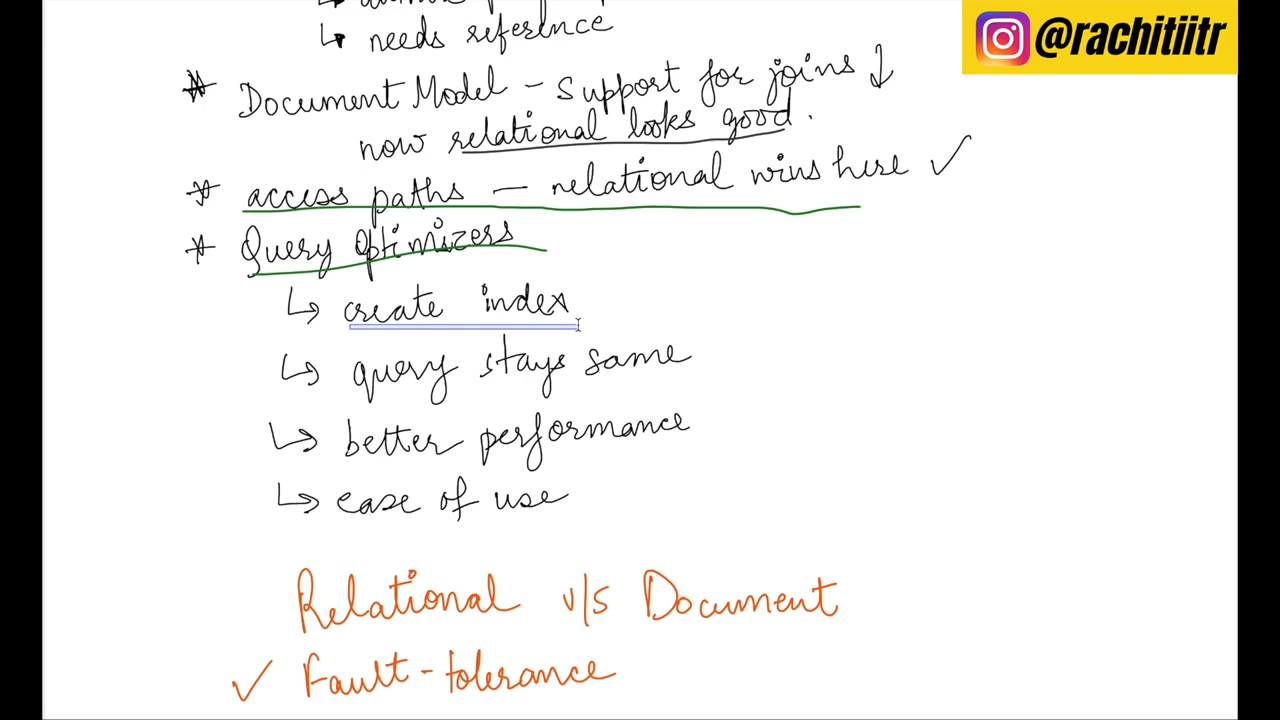 @rachitiitr
↳ needs reference
* Document Model - Support for joins ↓
now relational looks good.
* access paths — relational wins here ✓
* Query Optimizers
↳ create index
↳ query stays same
↳ better performance
↳ ease of use
Relational v/s Document
✓ Fault-tolerance